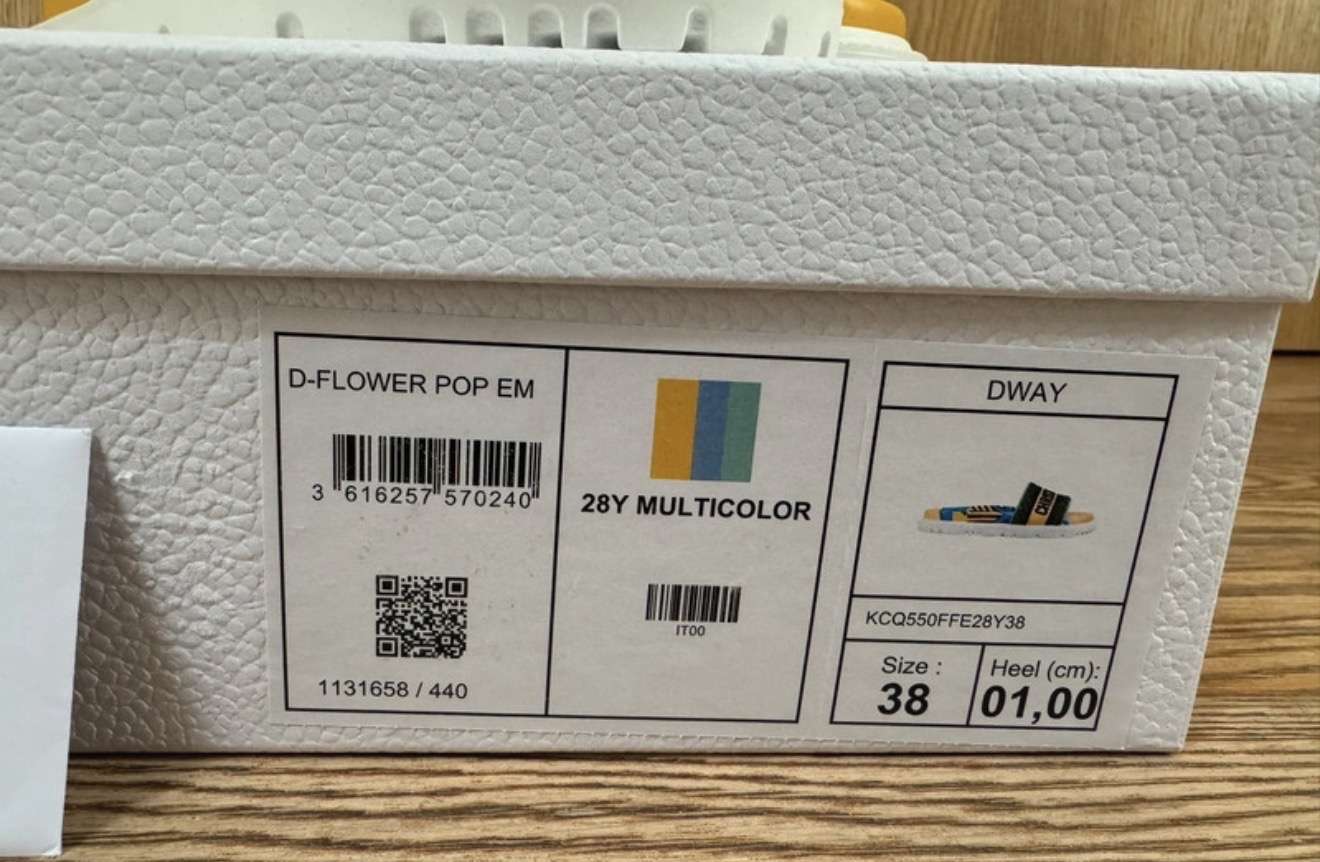 D-FLOWER POP EM
3 616257 570240
1131658 / 440
28Y MULTICOLOR
IT00
DWAY
KCQ550FFE28Y38
Size :
38
Heel (cm):
01,00